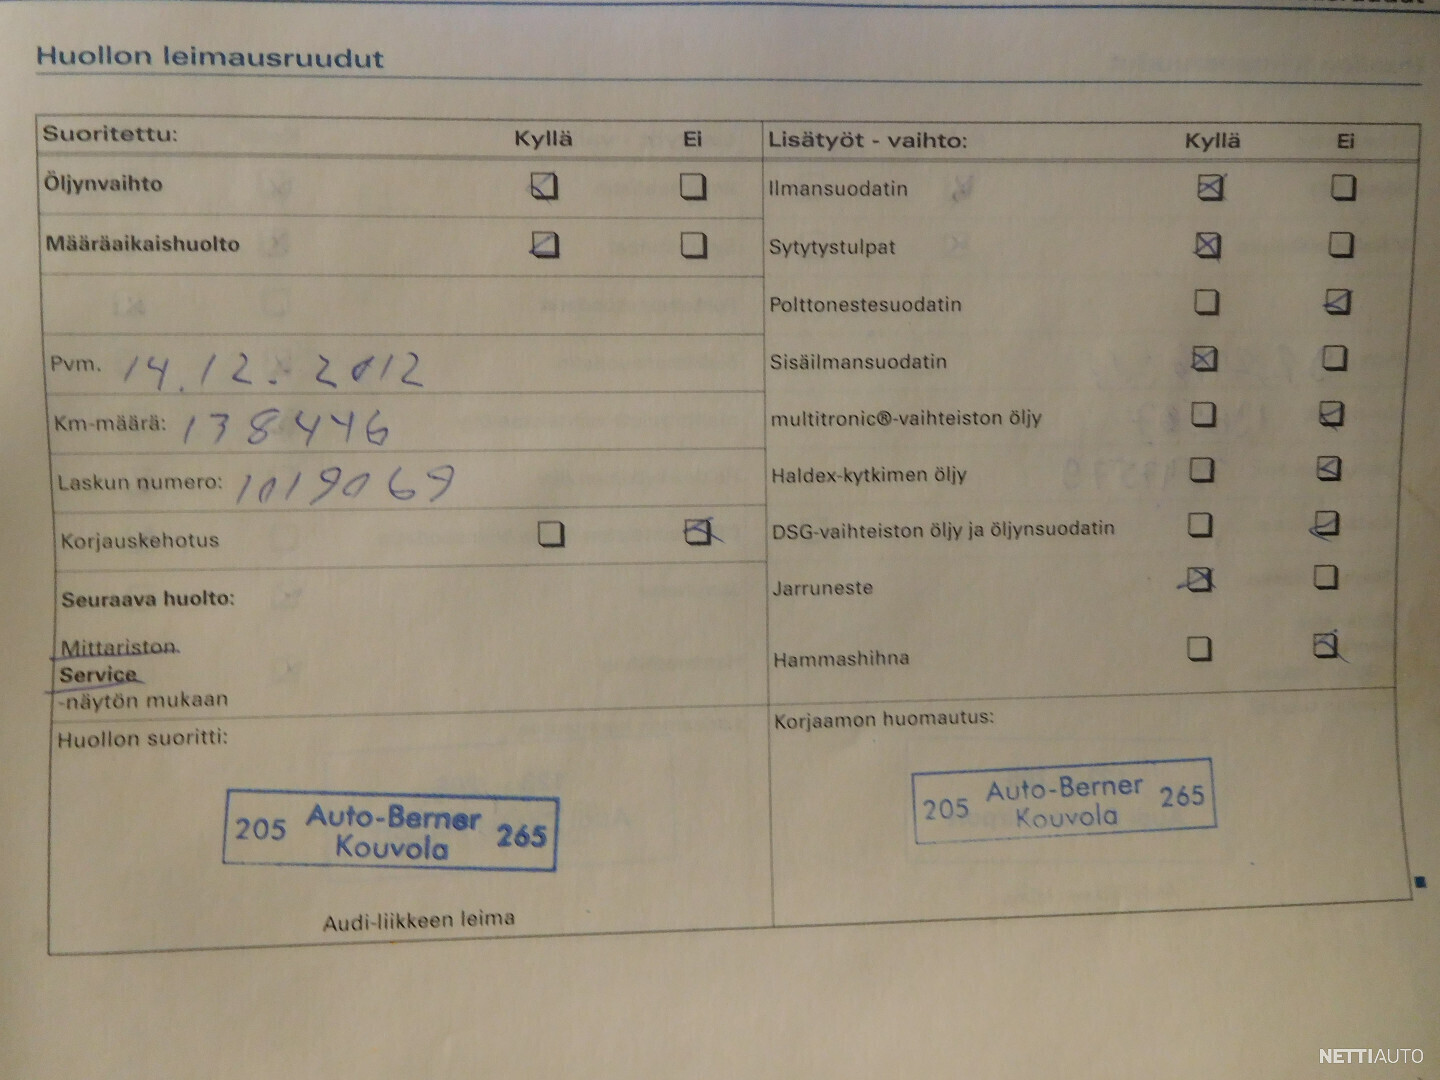 Huollon leimausruudut
Suoritettu: Kyllä Ei
Öljynvaihto
Määräaikaishuolto
Pvm. 14.12.2012
Km-määrä: 138446
Laskun numero: 1019069
Korjauskehotus
Seuraava huolto:
Mittariston
Service
-näytön mukaan
Huollon suoritti:
205 Auto-Berner 265
Kouvola
Audi-liikkeen leima
Lisätyöt - vaihto: Kyllä Ei
Ilmansuodatin
Sytytystulpat
Polttonestesuodatin
Sisäilmansuodatin
multitronic®-vaihteiston öljy
Haldex-kytkimen öljy
DSG-vaihteiston öljy ja öljynsuodatin
Jarruneste
Hammashihna
Korjaamon huomautus:
205 Auto-Berner 265
Kouvola
NETTIAUTO